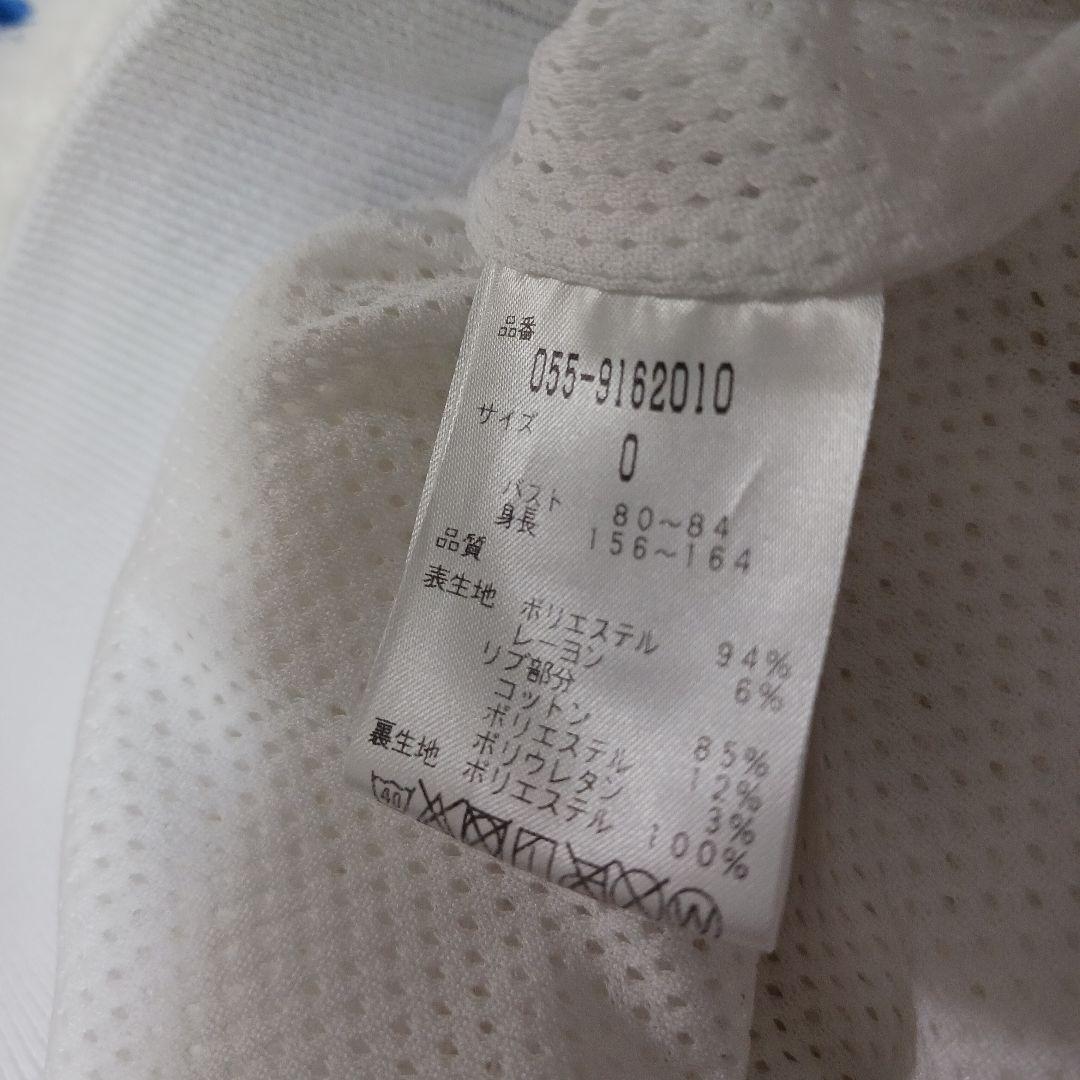 品番
055-9162010
サイズ
0
バスト 80～84
身長 156～164
品質
表生地
ポリエステル 94%
レーヨン 6%
リブ部分
コットン 85%
ポリエステル 12%
ポリウレタン 3%
裏生地 ポリエステル 100%
40
W